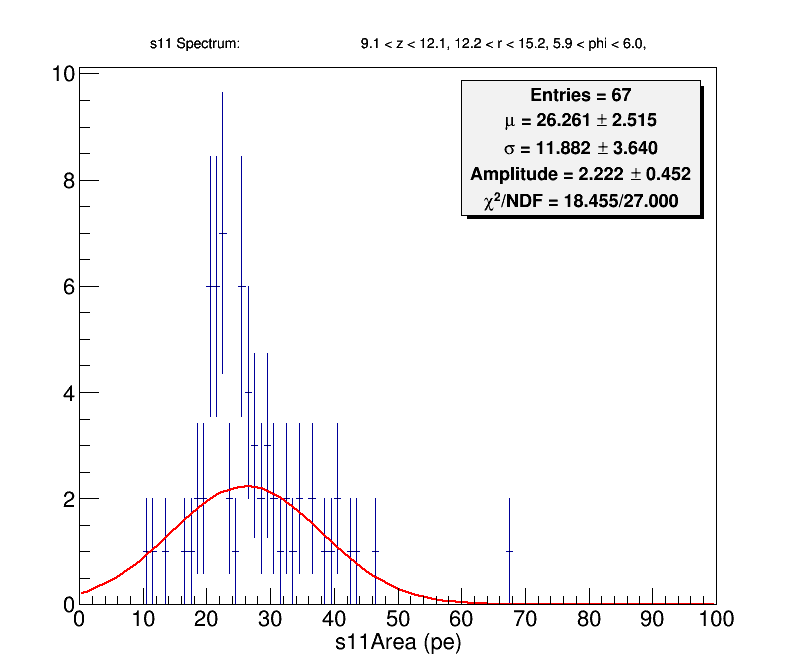 s11 Spectrum: 9.1 < z < 12.1, 12.2 < r < 15.2, 5.9 < phi < 6.0,
Entries = 67
μ = 26.261 ± 2.515
σ = 11.882 ± 3.640
Amplitude = 2.222 ± 0.452
χ²/NDF = 18.455/27.000
10
8
6
4
2
0
0 10 20 30 40 50 60 70 80 90 100
s11Area (pe)